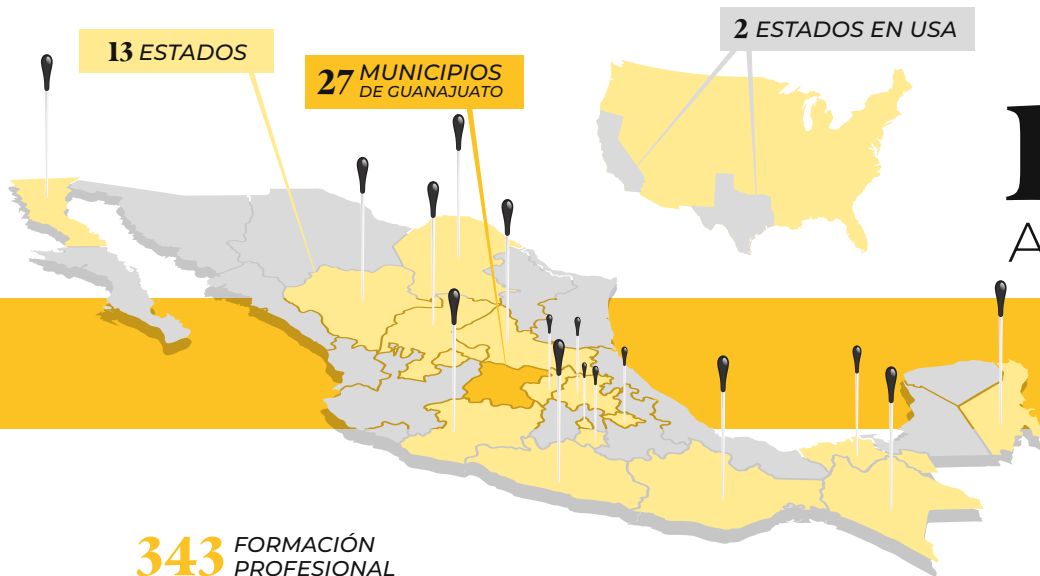 13 ESTADOS
27 MUNICIPIOS
DE GUANAJUATO
2 ESTADOS EN USA
343 FORMACIÓN
PROFESIONAL